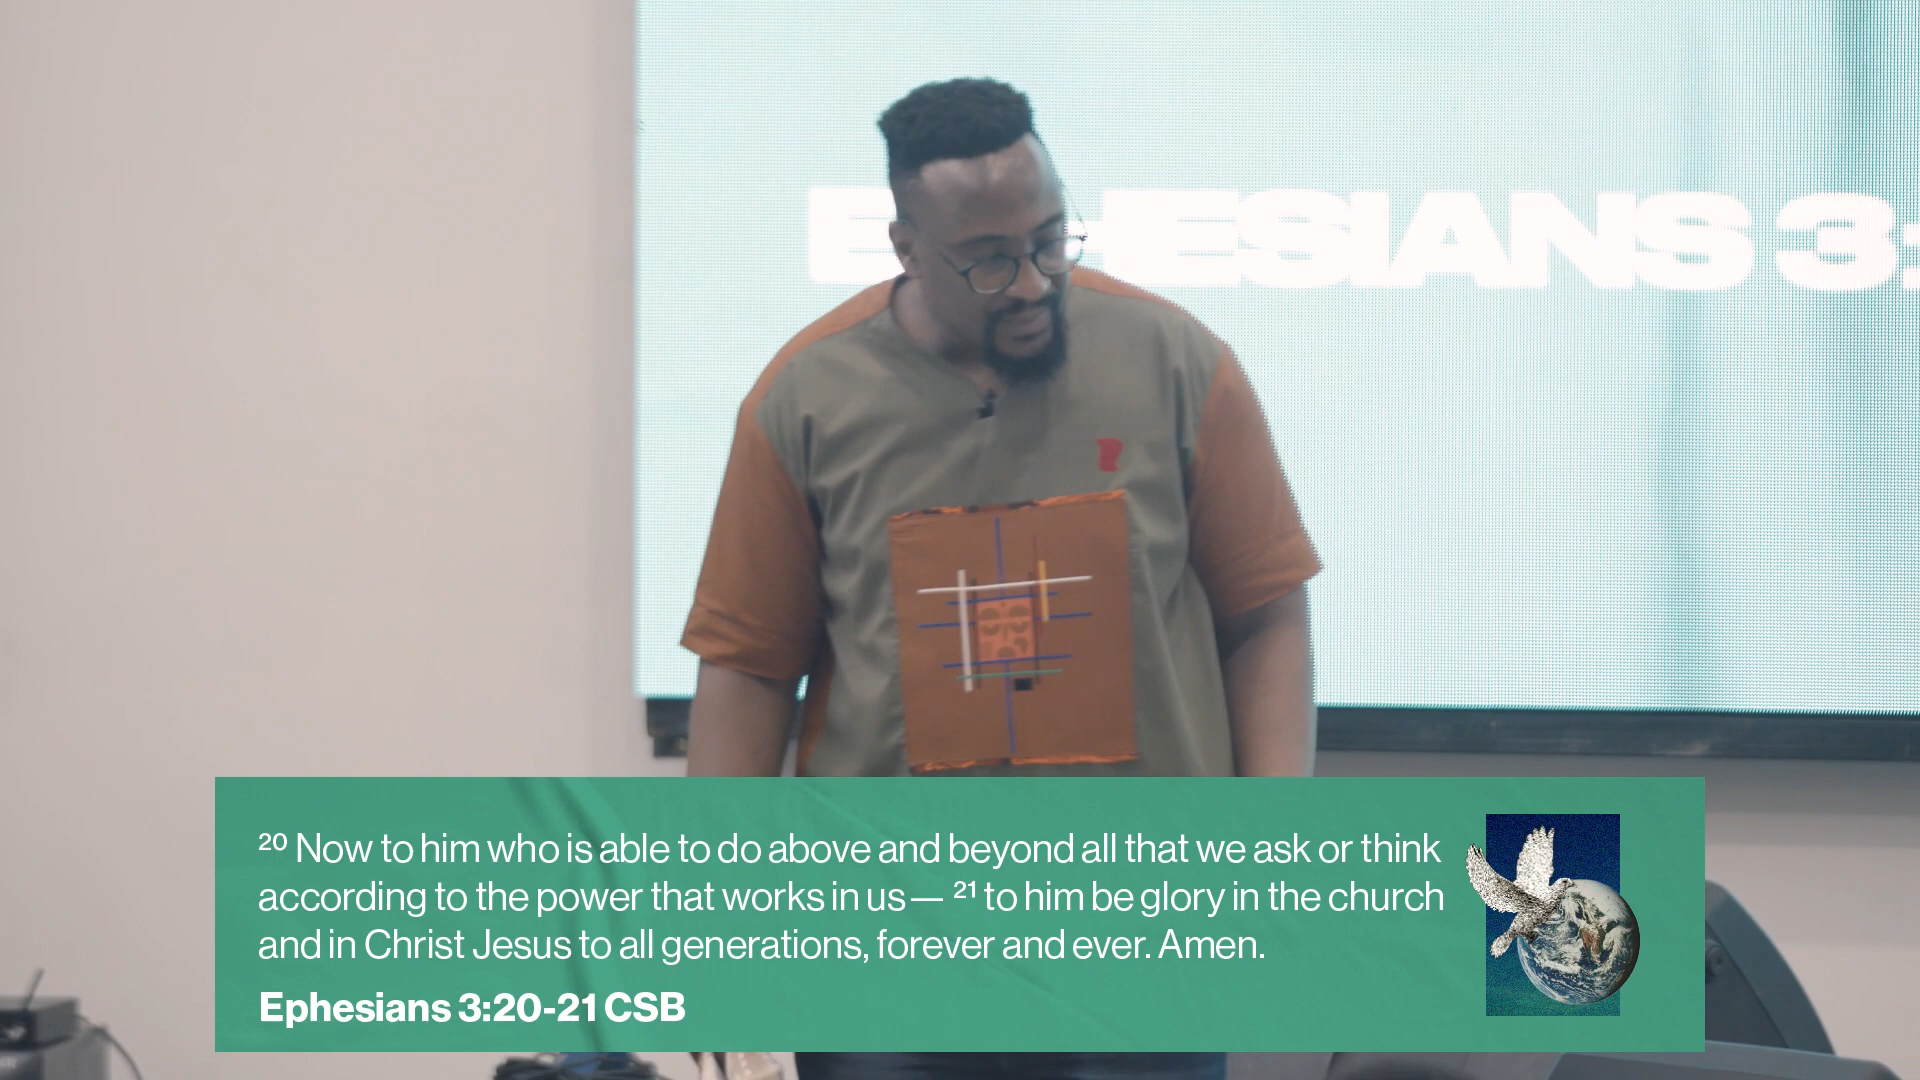 EPHESIANS 3:
²⁰ Now to him who is able to do above and beyond all that we ask or think
according to the power that works in us— ²¹ to him be glory in the church
and in Christ Jesus to all generations, forever and ever. Amen.
Ephesians 3:20-21 CSB